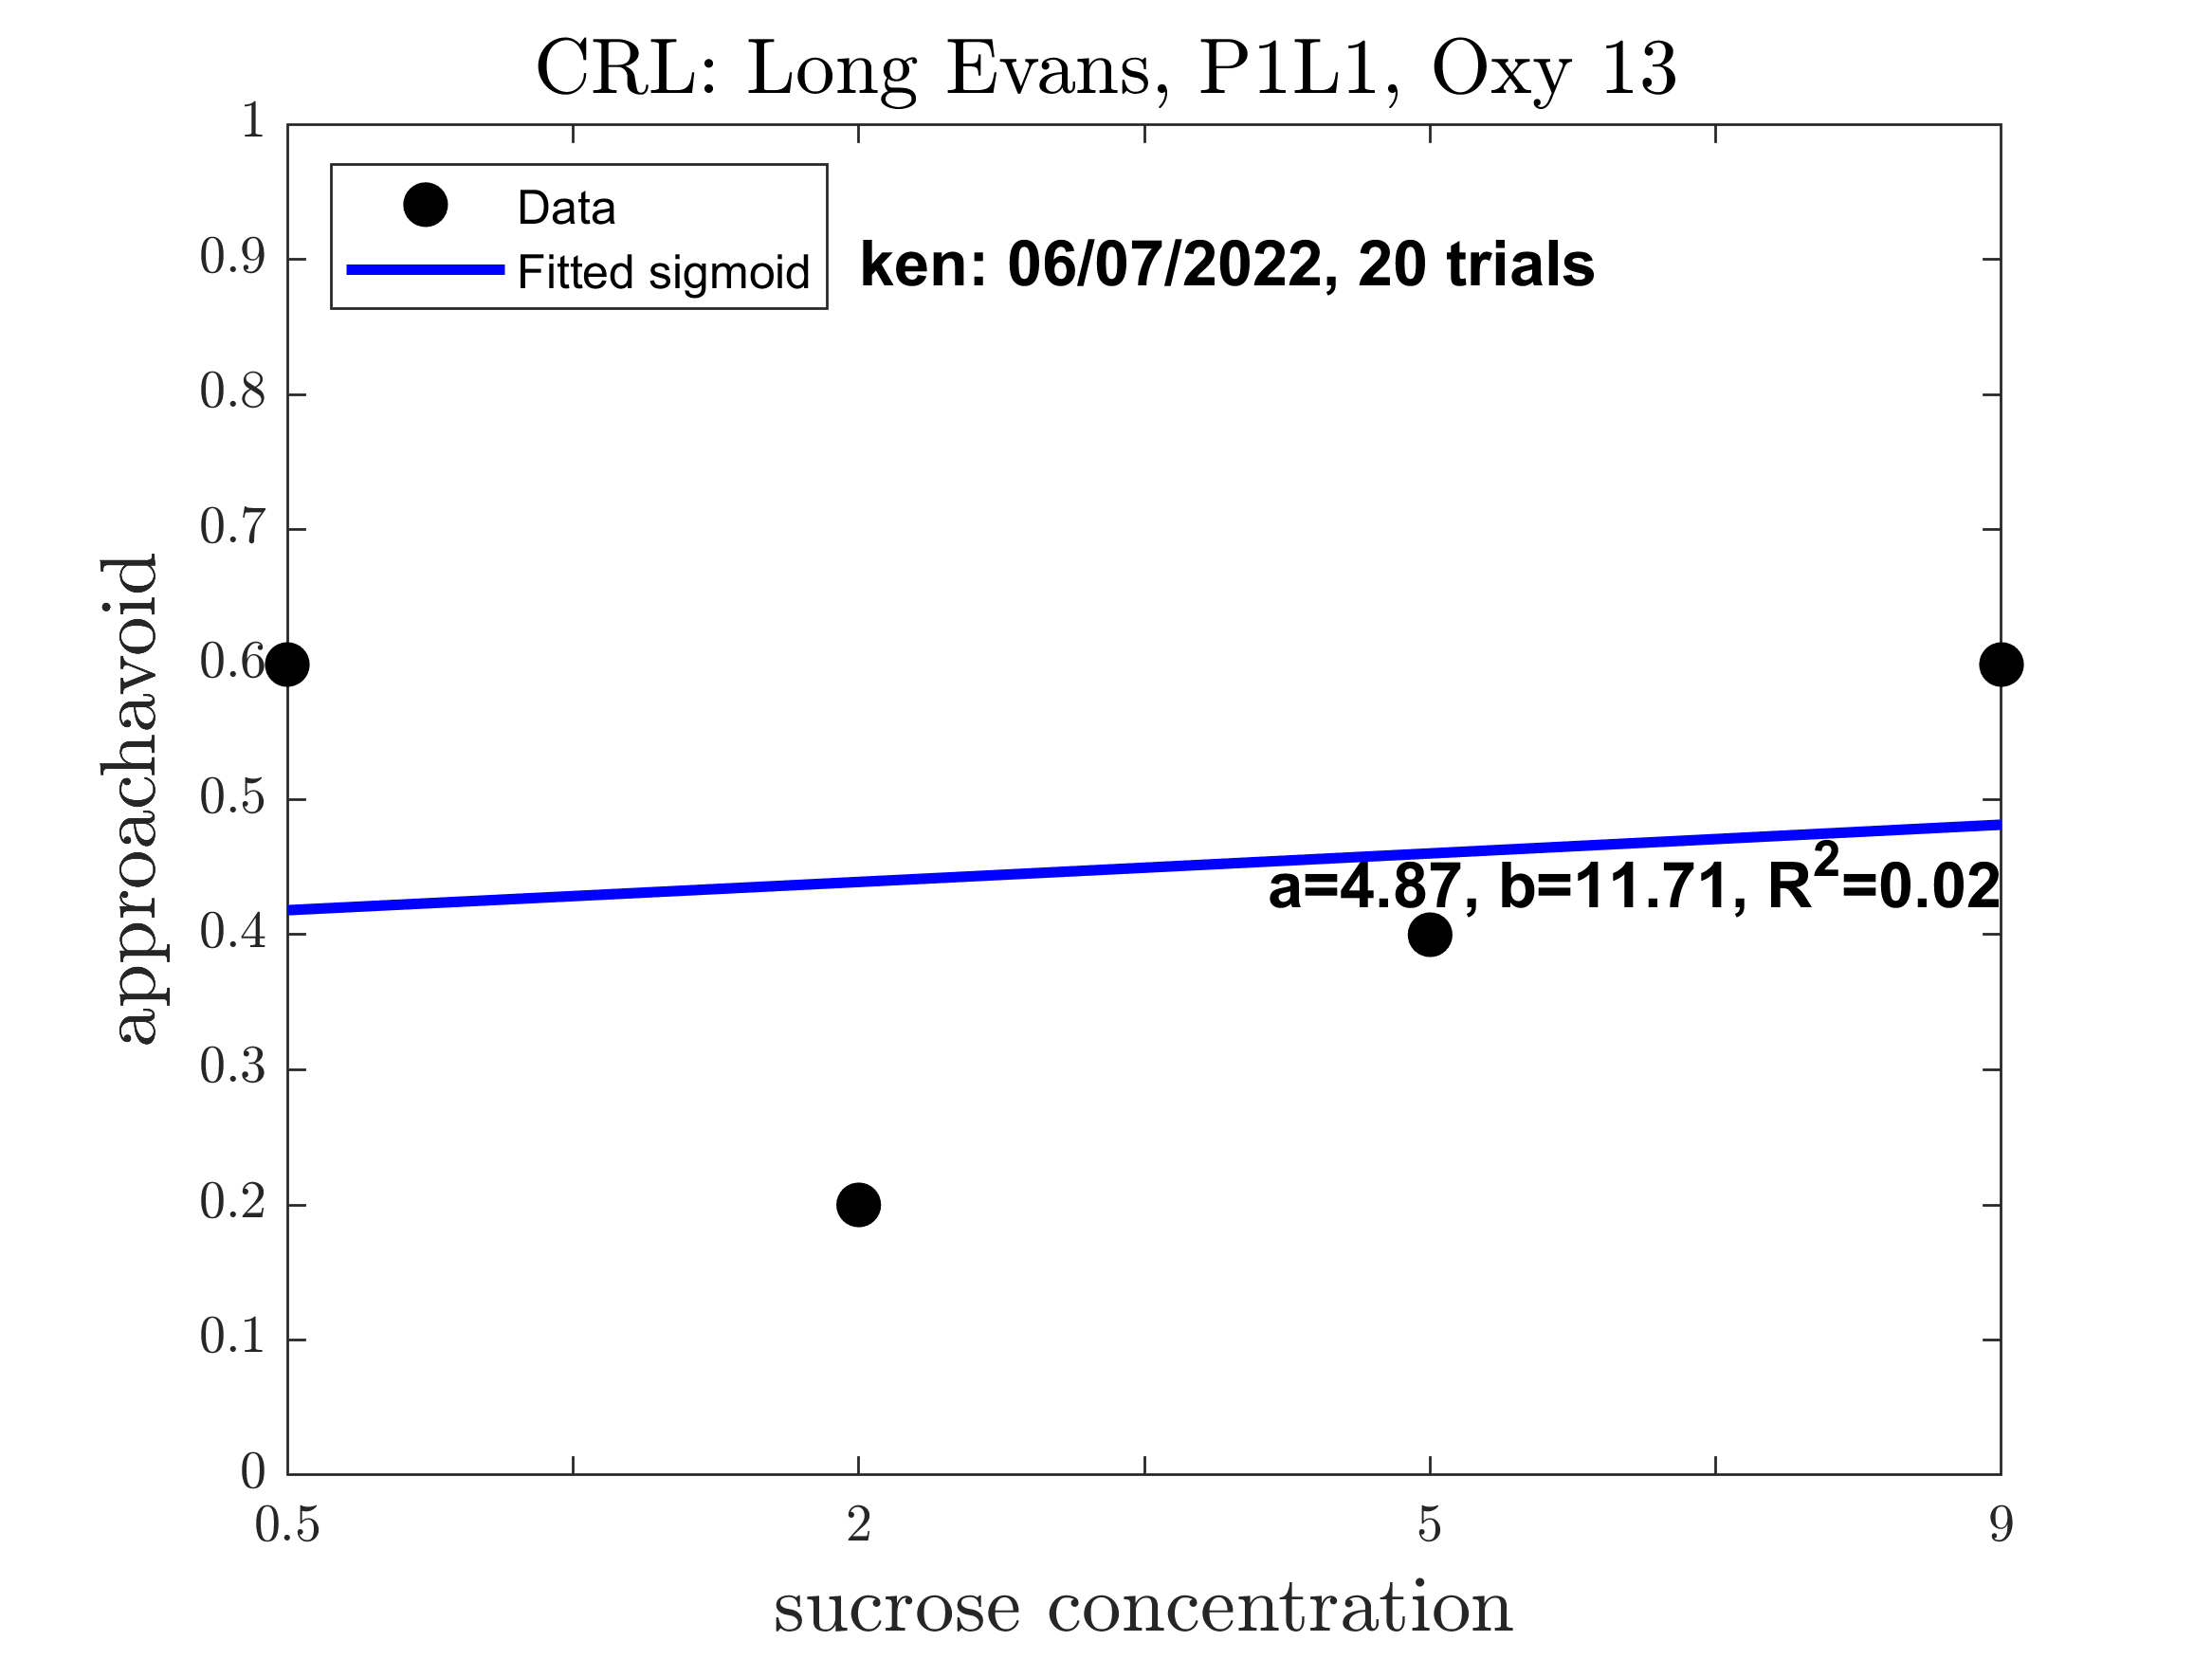 CRL: Long Evans, P1L1, Oxy 13
1
Data
Fitted sigmoid
ken: 06/07/2022, 20 trials
0.9
0.8
0.7
0.6
0.5
0.4
0.3
0.2
0.1
0
approachavoid
a=4.87, b=11.71, R²=0.02
0.5 2 5 9
sucrose concentration